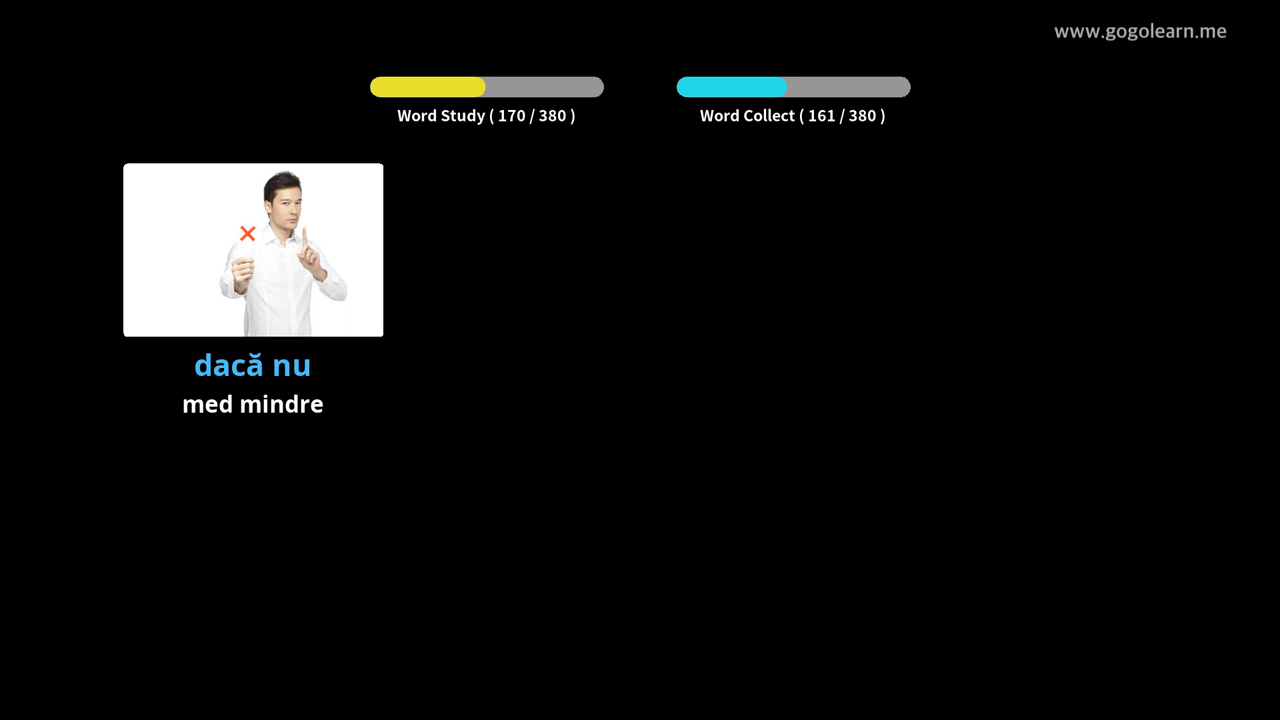 www.gogolearn.me
Word Study ( 170 / 380 )
Word Collect ( 161 / 380 )
dacă nu
med mindre